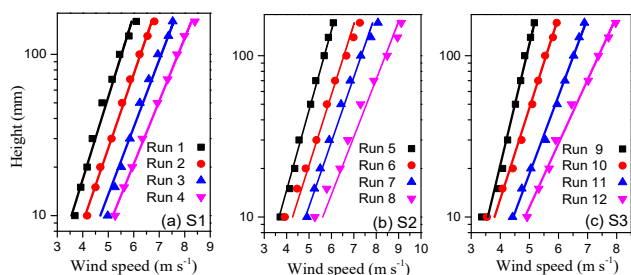 Height (mm)
100
10
Run 1
Run 2
Run 3
Run 4
(a) S1
3 4 5 6 7 8 9
Wind speed (m s⁻¹)
100
10
Run 5
Run 6
Run 7
Run 8
(b) S2
3 4 5 6 7 8 9 10
Wind speed (m s⁻¹)
100
10
Run 9
Run 10
Run 11
Run 12
(c) S3
3 4 5 6 7 8
Wind speed (m s⁻¹)